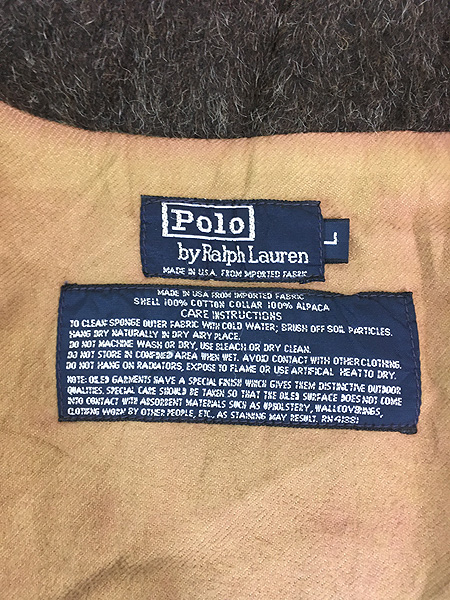 Polo
by Ralph Lauren
MADE IN U.S.A. FROM IMPORTED FABRIC
L
MADE IN USA FROM IMPORTED FABRIC
SHELL 100% COTTON COLLAR 100% ALPACA
CARE INSTRUCTIONS
TO CLEAN: SPONGE OUTER FABRIC WITH COLD WATER; BRUSH OFF SOIL PARTICLES.
HANG DRY NATURALLY IN DRY AIRY PLACE.
DO NOT MACHINE WASH OR DRY, USE BLEACH OR DRY CLEAN.
DO NOT STORE IN CONFINED AREA WHEN WET. AVOID CONTACT WITH OTHER CLOTHING.
DO NOT HANG ON RADIATORS, EXPOSE TO FLAME OR USE ARTIFICAL HEAT TO DRY.
NOTE: OILED GARMENTS HAVE A SPECIAL FINISH WHICH GIVES THEM DISTINCTIVE OUTDOOR
QUALITIES. SPECIAL CARE SHOULD BE TAKEN SO THAT THE OILED SURFACE DOES NOT COME
INTO CONTACT WITH ABSORBENT MATERIALS SUCH AS UPHOLSTERY, WALLCOVERINGS,
CLOTHING WORN BY OTHER PEOPLE, ETC., AS STAINING MAY RESULT. RN 41381